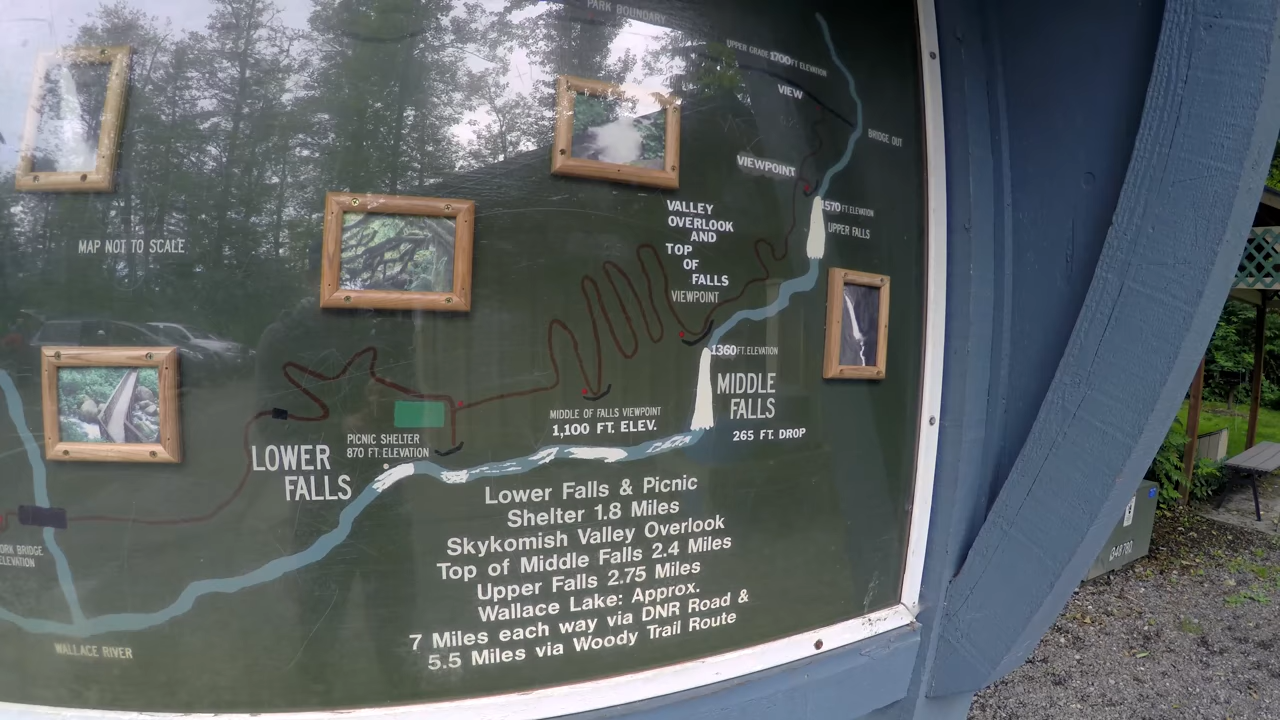 PARK BOUNDARY
UPPER GRADE 1700 FT ELEVATION
VIEW
BRIDGE OUT
VIEWPOINT
1570 FT. ELEVATION
UPPER FALLS
VALLEY
OVERLOOK
AND
TOP
OF
FALLS
VIEWPOINT
MAP NOT TO SCALE
1360 FT. ELEVATION
MIDDLE
FALLS
265 FT. DROP
MIDDLE OF FALLS VIEWPOINT
1,100 FT. ELEV.
PICNIC SHELTER
870 FT. ELEVATION
LOWER
FALLS
BRIDGE
ELEVATION
WALLACE RIVER
Lower Falls & Picnic
Shelter 1.8 Miles
Skykomish Valley Overlook
Top of Middle Falls 2.4 Miles
Upper Falls 2.75 Miles
Wallace Lake: Approx.
7 Miles each way via DNR Road &
5.5 Miles via Woody Trail Route